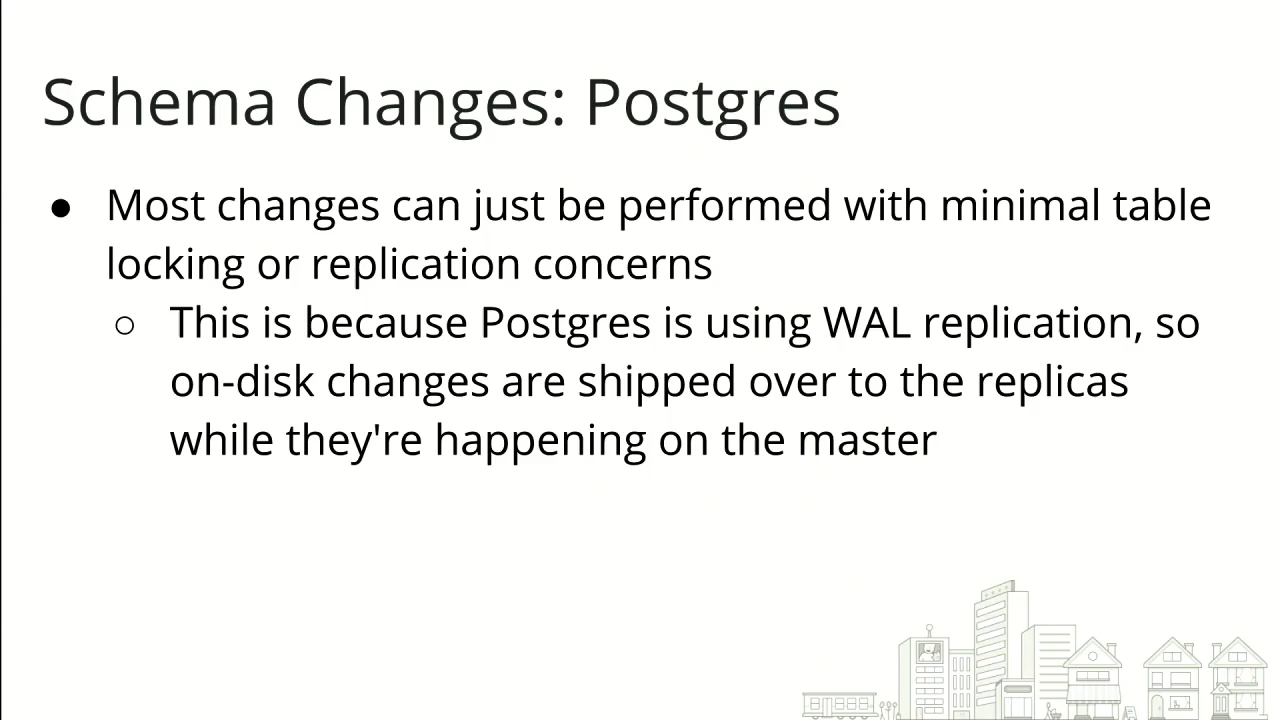 Schema Changes: Postgres
● Most changes can just be performed with minimal table
locking or replication concerns
○ This is because Postgres is using WAL replication, so
on-disk changes are shipped over to the replicas
while they're happening on the master